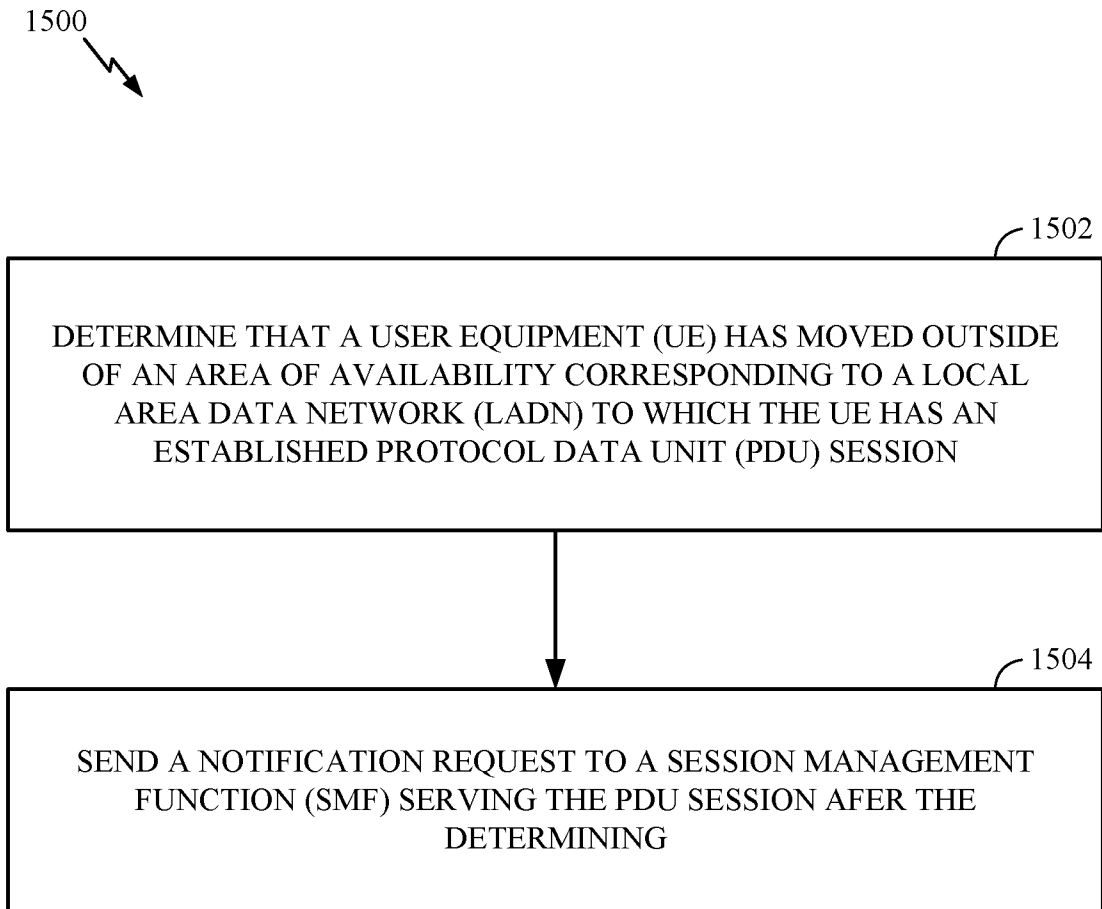 1500
1502
DETERMINE THAT A USER EQUIPMENT (UE) HAS MOVED OUTSIDE
OF AN AREA OF AVAILABILITY CORRESPONDING TO A LOCAL
AREA DATA NETWORK (LADN) TO WHICH THE UE HAS AN
ESTABLISHED PROTOCOL DATA UNIT (PDU) SESSION
1504
SEND A NOTIFICATION REQUEST TO A SESSION MANAGEMENT
FUNCTION (SMF) SERVING THE PDU SESSION AFER THE
DETERMINING